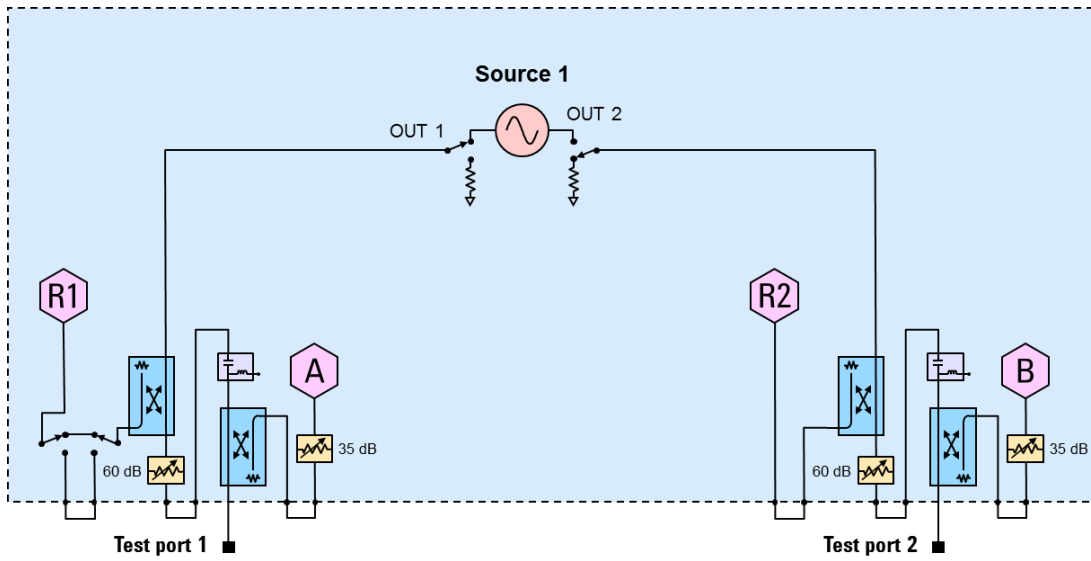 Source 1
OUT 1
OUT 2
R1
R2
A
B
60 dB
35 dB
60 dB
35 dB
Test port 1
Test port 2